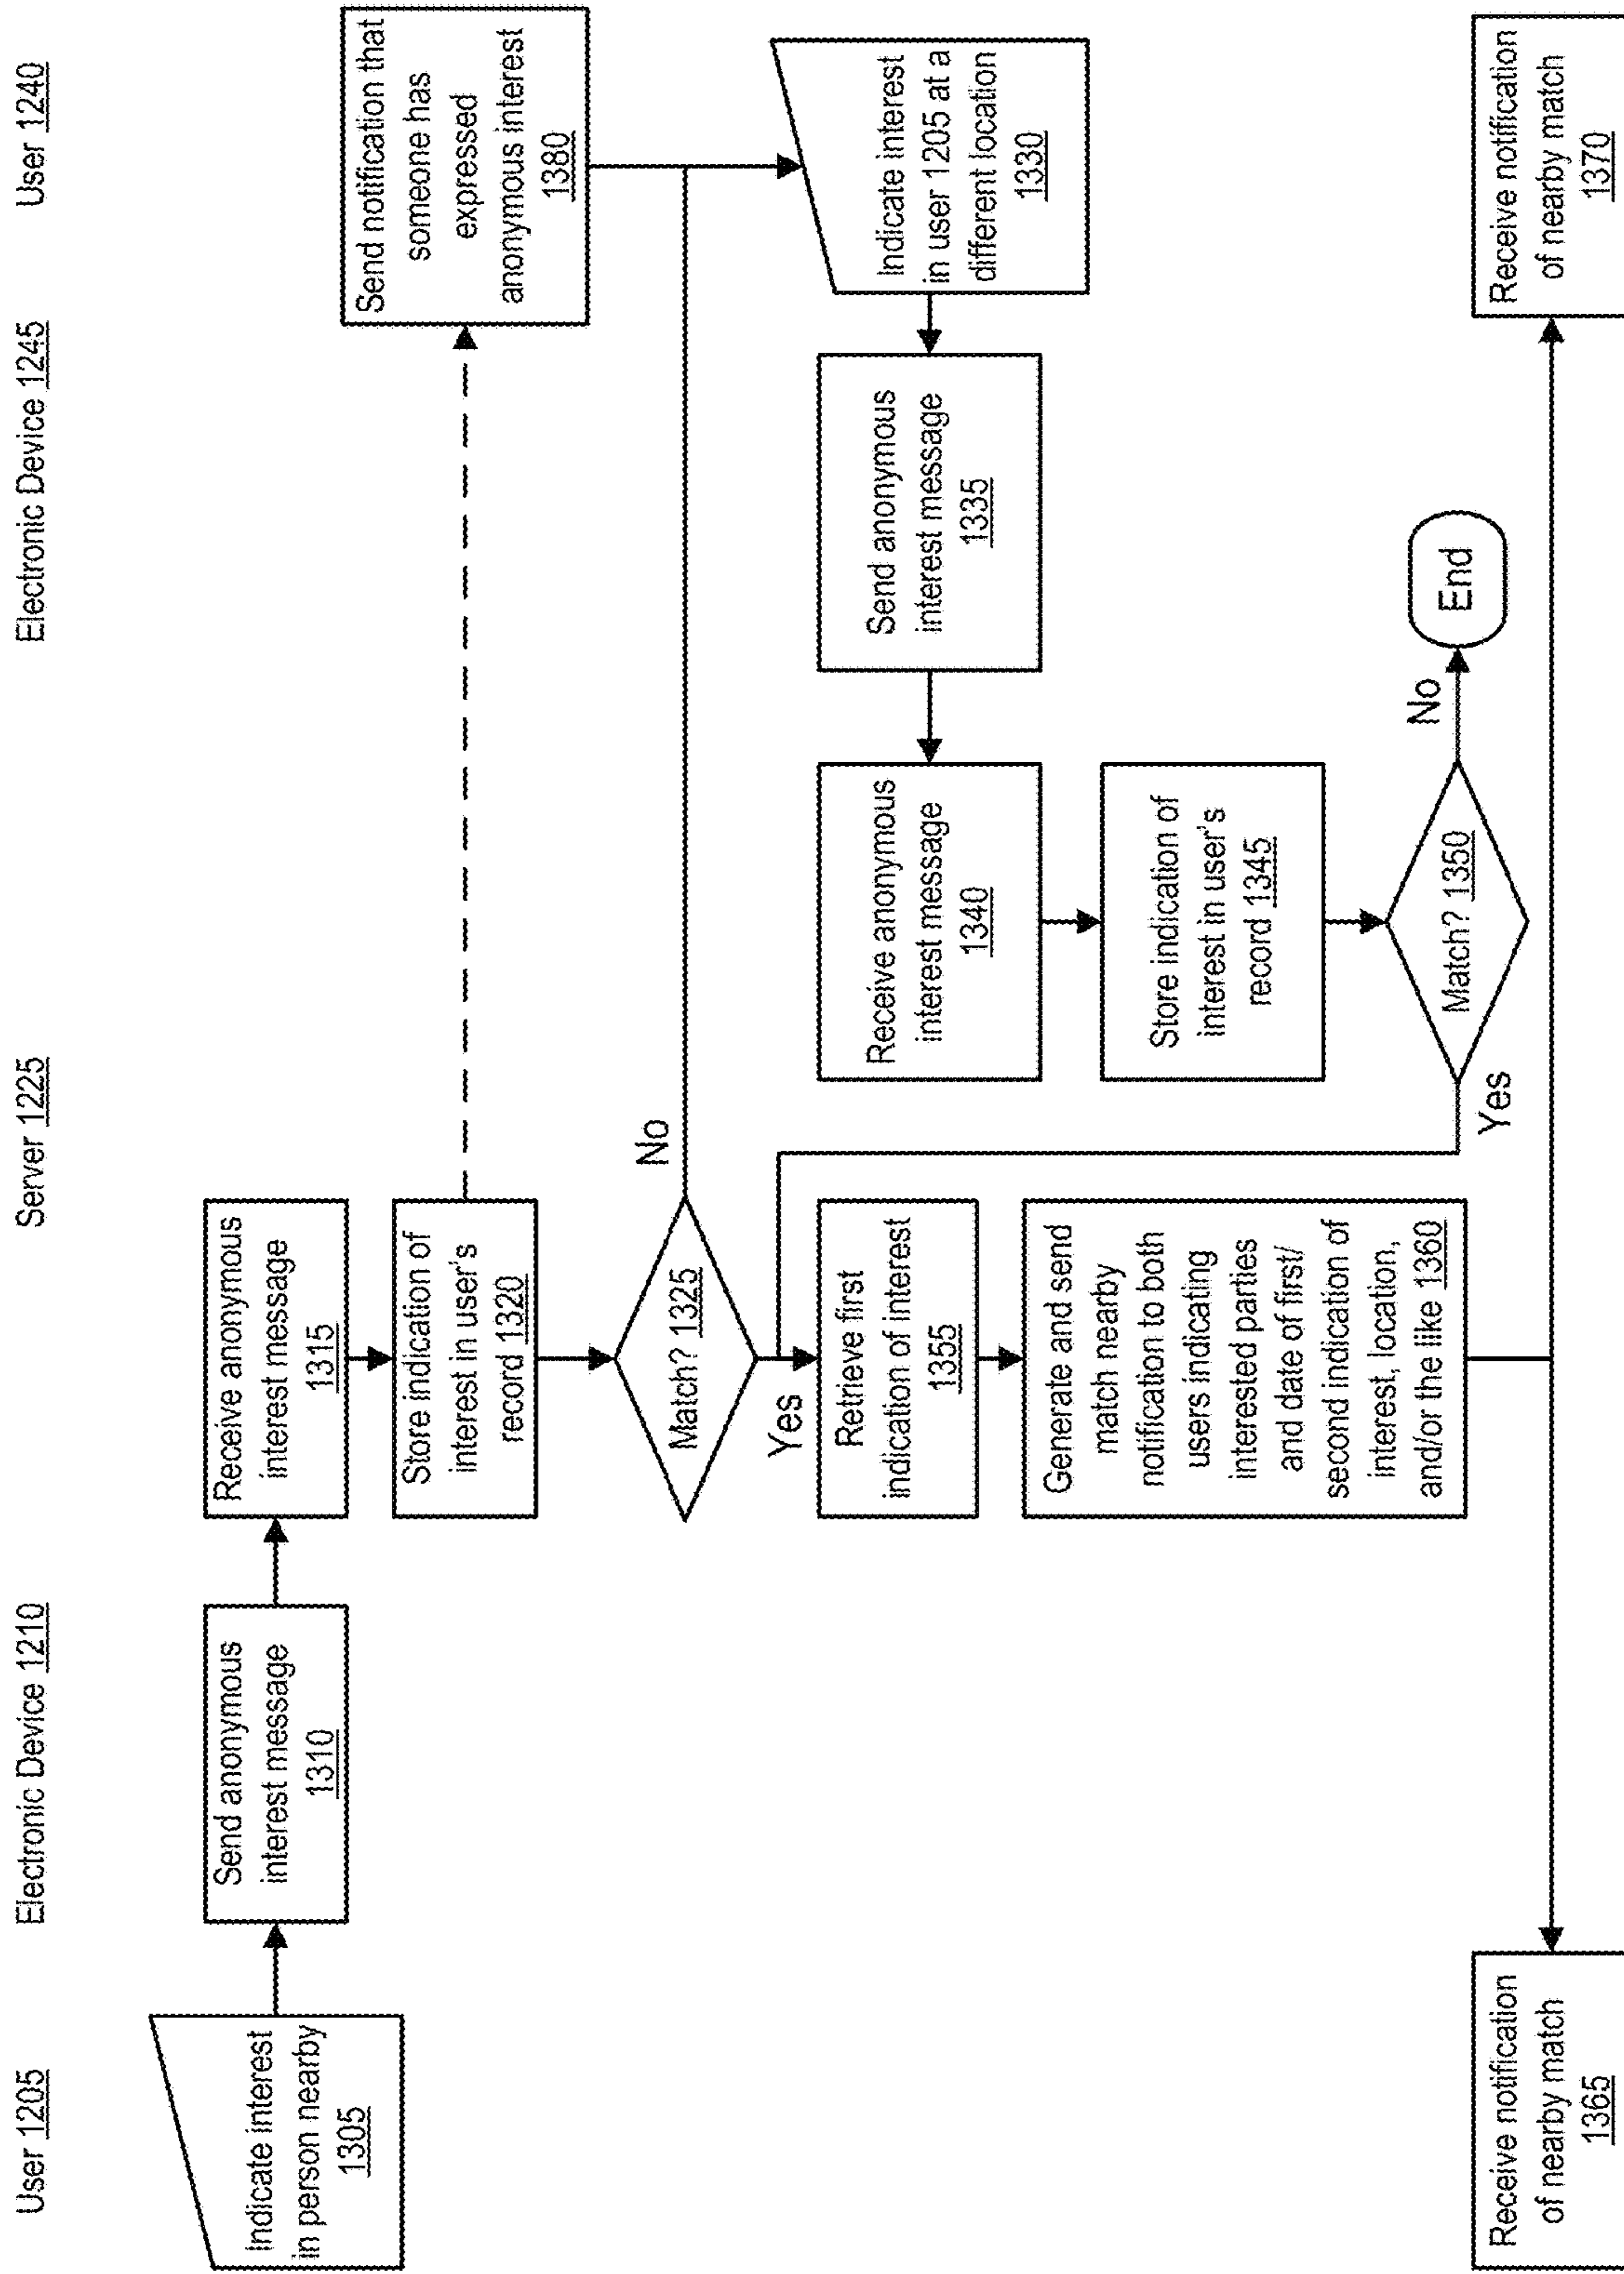 User 1205
Electronic Device 1210
Server 1225
Electronic Device 1245
User 1240
Indicate interest
in person nearby
1305
Send anonymous
interest message
1310
Receive anonymous
interest message
1315
Store indication of
interest in user's
record 1320
Send notification that
someone has
expressed
anonymous interest
1380
Match? 1325
No
Yes
Indicate interest
in user 1205 at a
different location
1330
Send anonymous
interest message
1335
Receive anonymous
interest message
1340
Store indication of
interest in user's
record 1345
Match? 1350
No
End
Yes
Retrieve first
indication of interest
1355
Generate and send
match nearby
notification to both
users indicating
interested parties
and date of first/
second indication of
interest, location,
and/or the like 1360
Receive notification
of nearby match
1365
Receive notification
of nearby match
1370